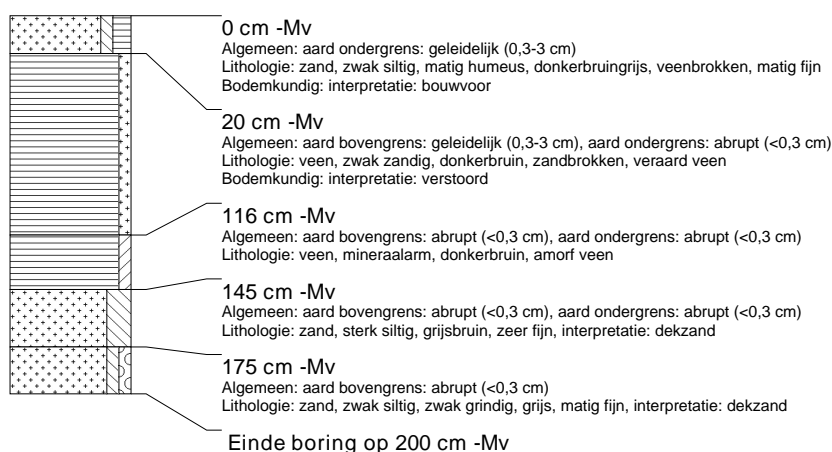 0 cm -Mv
Algemeen: aard ondergrens: geleidelijk (0,3-3 cm)
Lithologie: zand, zwak siltig, matig humeus, donkerbruingrijs, veenbrokken, matig fijn
Bodemkundig: interpretatie: bouwvoor
20 cm -Mv
Algemeen: aard bovengrens: geleidelijk (0,3-3 cm), aard ondergrens: abrupt (<0,3 cm)
Lithologie: veen, zwak zandig, donkerbruin, zandbrokken, veraard veen
Bodemkundig: interpretatie: verstoord
116 cm -Mv
Algemeen: aard bovengrens: abrupt (<0,3 cm), aard ondergrens: abrupt (<0,3 cm)
Lithologie: veen, mineraalarm, donkerbruin, amorf veen
145 cm -Mv
Algemeen: aard bovengrens: abrupt (<0,3 cm), aard ondergrens: abrupt (<0,3 cm)
Lithologie: zand, sterk siltig, grijsbruin, zeer fijn, interpretatie: dekzand
175 cm -Mv
Algemeen: aard bovengrens: abrupt (<0,3 cm)
Lithologie: zand, zwak siltig, zwak grindig, grijs, matig fijn, interpretatie: dekzand
Einde boring op 200 cm -Mv